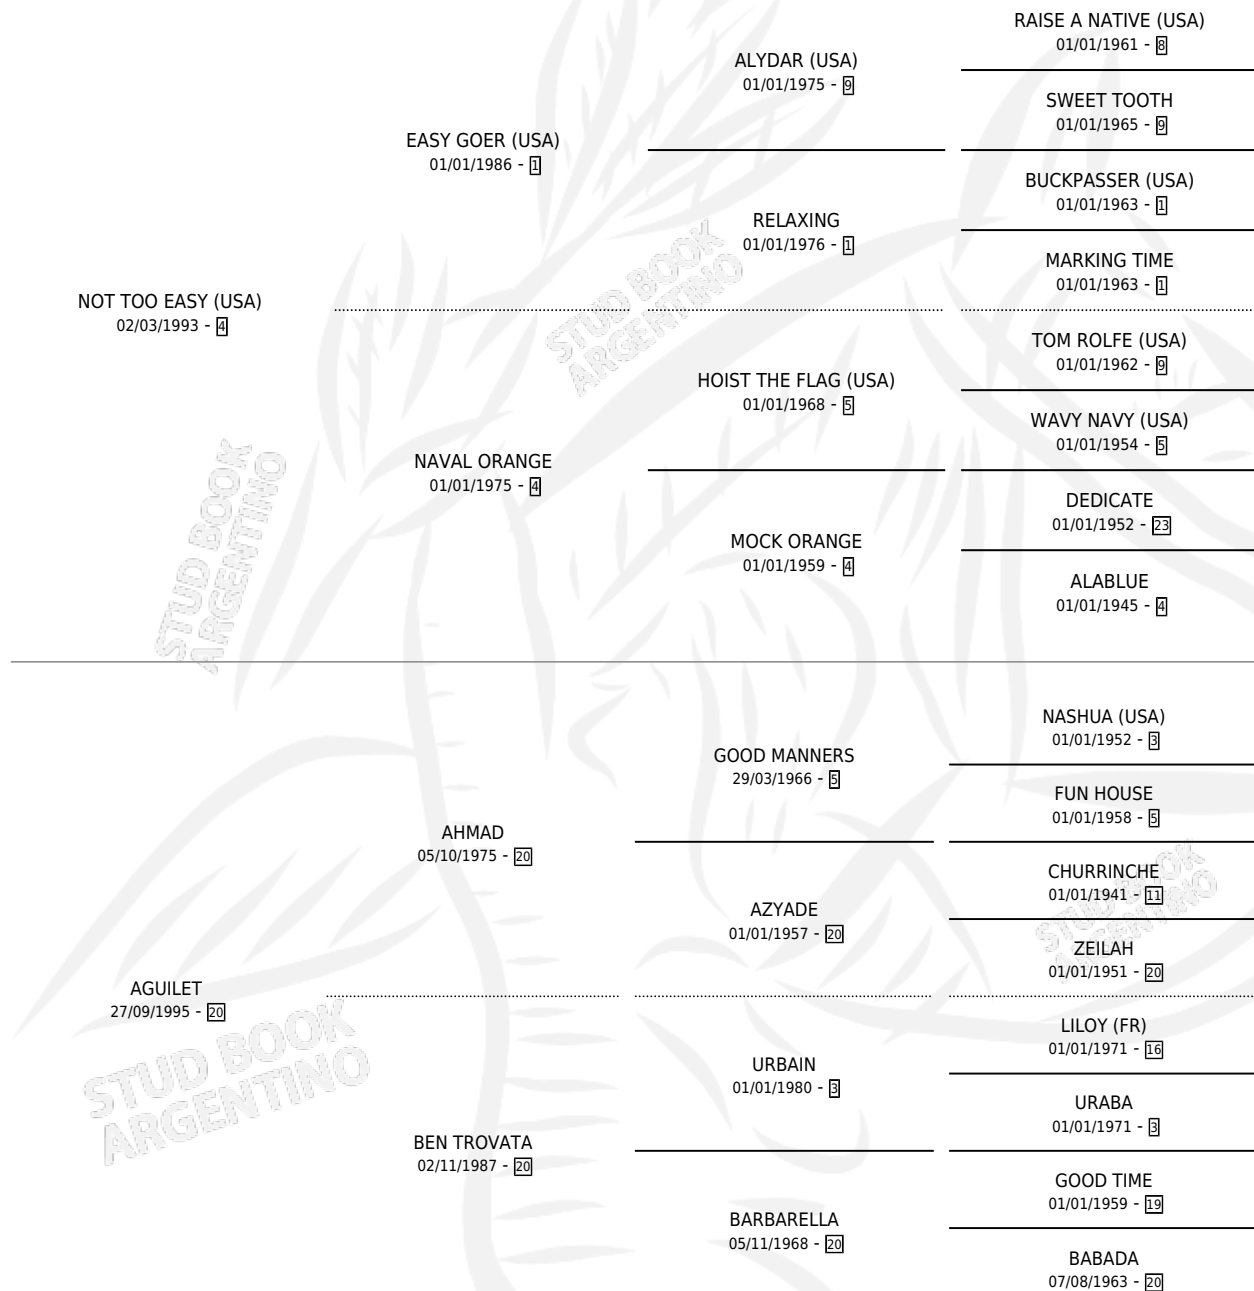 RAISE A NATIVE (USA)
01/01/1961 - 8
ALYDAR (USA)
01/01/1975 - 9
SWEET TOOTH
01/01/1965 - 9
EASY GOER (USA)
01/01/1986 - 1
BUCKPASSER (USA)
01/01/1963 - 1
RELAXING
01/01/1976 - 1
MARKING TIME
01/01/1963 - 1
NOT TOO EASY (USA)
02/03/1993 - 4
TOM ROLFE (USA)
01/01/1962 - 9
HOIST THE FLAG (USA)
01/01/1968 - 5
WAVY NAVY (USA)
01/01/1954 - 5
NAVAL ORANGE
01/01/1975 - 4
DEDICATE
01/01/1952 - 23
MOCK ORANGE
01/01/1959 - 4
ALABLUE
01/01/1945 - 4
NASHUA (USA)
01/01/1952 - 3
GOOD MANNERS
29/03/1966 - 5
FUN HOUSE
01/01/1958 - 5
AHMAD
05/10/1975 - 20
CHURRINCHE
01/01/1941 - 11
AZYADE
01/01/1957 - 20
ZEILAH
01/01/1951 - 20
AGUILET
27/09/1995 - 20
LILOY (FR)
01/01/1971 - 16
URBAIN
01/01/1980 - 3
URABA
01/01/1971 - 3
BEN TROVATA
02/11/1987 - 20
GOOD TIME
01/01/1959 - 19
BARBARELLA
05/11/1968 - 20
BABADA
07/08/1963 - 20
STUD BOOK
ARGENTINO
STUD BOOK
ARGENTINO
STUD BOOK
ARGENTINO
STUD BOOK
ARGENTINO